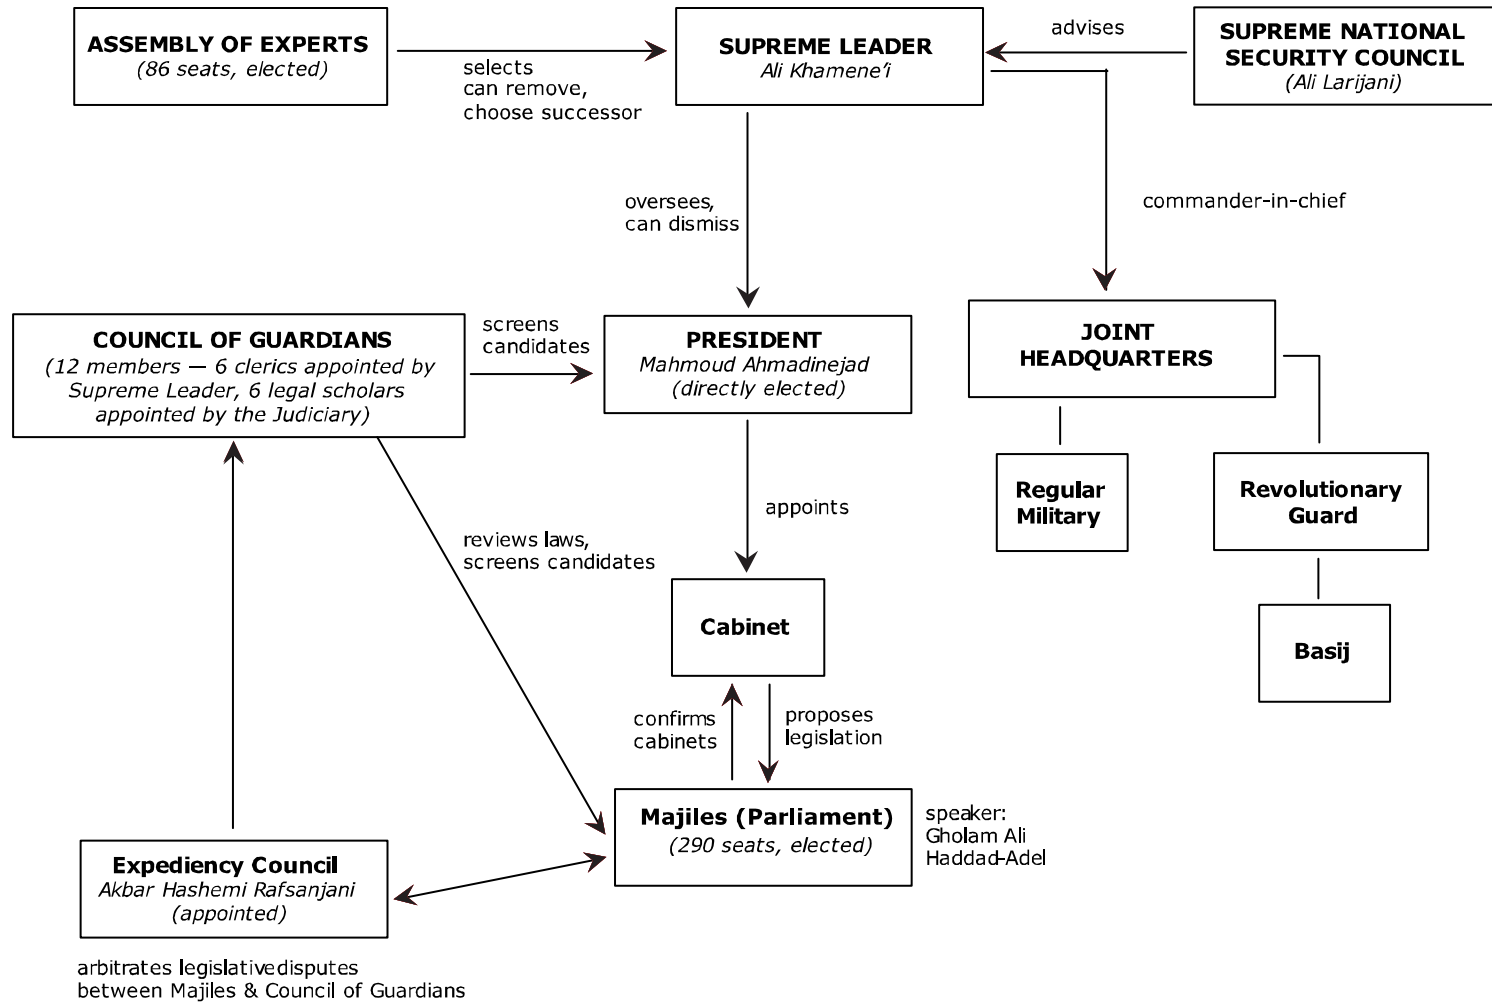 ASSEMBLY OF EXPERTS
(86 seats, elected)
selects
can remove,
choose successor
SUPREME LEADER
Ali Khamene’i
advises
SUPREME NATIONAL
SECURITY COUNCIL
(Ali Larijani)
oversees,
can dismiss
commander-in-chief
COUNCIL OF GUARDIANS
(12 members — 6 clerics appointed by
Supreme Leader, 6 legal scholars
appointed by the Judiciary)
screens
candidates
PRESIDENT
Mahmoud Ahmadinejad
(directly elected)
JOINT
HEADQUARTERS
Regular
Military
Revolutionary
Guard
Basij
appoints
reviews laws,
screens candidates
Cabinet
confirms
cabinets
proposes
legislation
Majiles (Parliament)
(290 seats, elected)
speaker:
Gholam Ali
Haddad-Adel
Expediency Council
Akbar Hashemi Rafsanjani
(appointed)
arbitrates legislative disputes
between Majiles & Council of Guardians